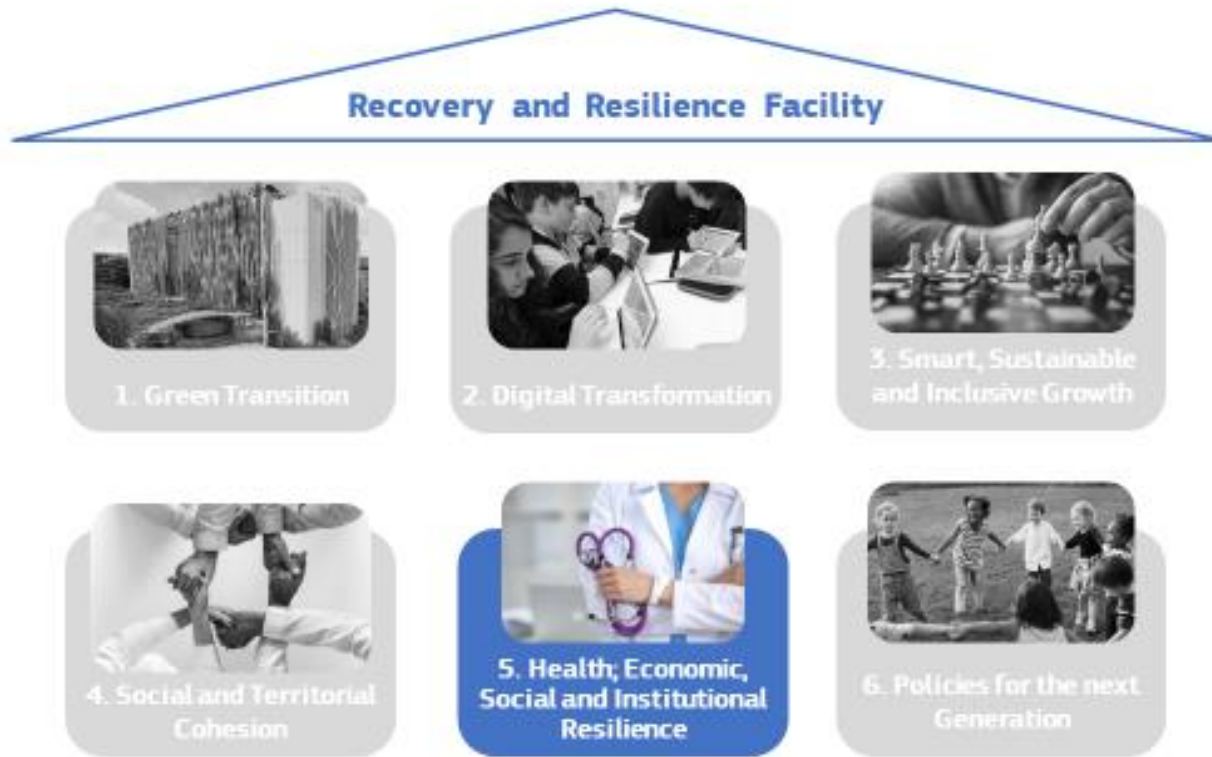 Recovery and Resilience Facility
1. Green Transition
2. Digital Transformation
3. Smart, Sustainable
and Inclusive Growth
4. Social and Territorial
Cohesion
5. Health; Economic,
Social and Institutional
Resilience
6. Policies for the next
Generation